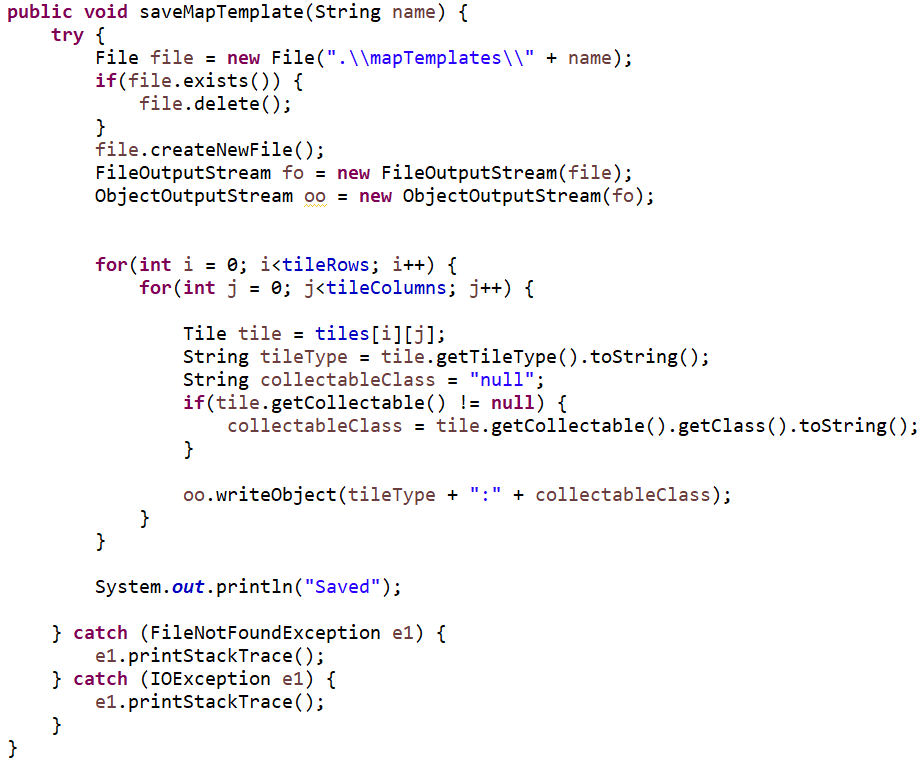 public void saveMapTemplate(String name) {
try {
File file = new File(".\\mapTemplates\\" + name);
if(file.exists()) {
file.delete();
}
file.createNewFile();
FileOutputStream fo = new FileOutputStream(file);
ObjectOutputStream oo = new ObjectOutputStream(fo);
for(int i = 0; i<tileRows; i++) {
for(int j = 0; j<tileColumns; j++) {
Tile tile = tiles[i][j];
String tileType = tile.getTileType().toString();
String collectableClass = "null";
if(tile.getCollectable() != null) {
collectableClass = tile.getCollectable().getClass().toString();
}
oo.writeObject(tileType + ":" + collectableClass);
}
}
System.out.println("Saved");
} catch (FileNotFoundException e1) {
e1.printStackTrace();
} catch (IOException e1) {
e1.printStackTrace();
}
}